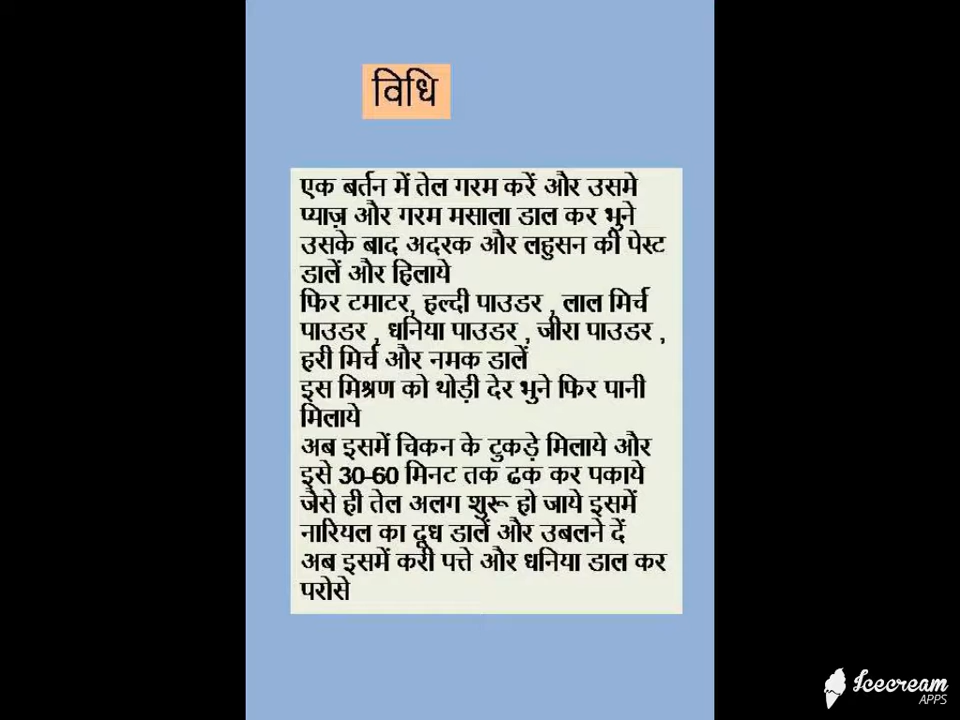 विधि
एक बर्तन में तेल गरम करें और उसमे
प्याज़ और गरम मसाला डाल कर भुने
उसके बाद अदरक और लहुसन की पेस्ट
डालें और हिलाये
फिर टमाटर, हल्दी पाउडर , लाल मिर्च
पाउडर , धनिया पाउडर , जीरा पाउडर ,
हरी मिर्च और नमक डालें
इस मिश्रण को थोड़ी देर भुने फिर पानी
मिलाये
अब इसमें चिकन के टुकड़े मिलाये और
इसे 30-60 मिनट तक ढक कर पकाये
जैसे ही तेल अलग शुरू हो जाये इसमें
नारियल का दूध डालें और उबलने दें
अब इसमें करी पत्ते और धनिया डाल कर
परोसे
Icecream
APPS